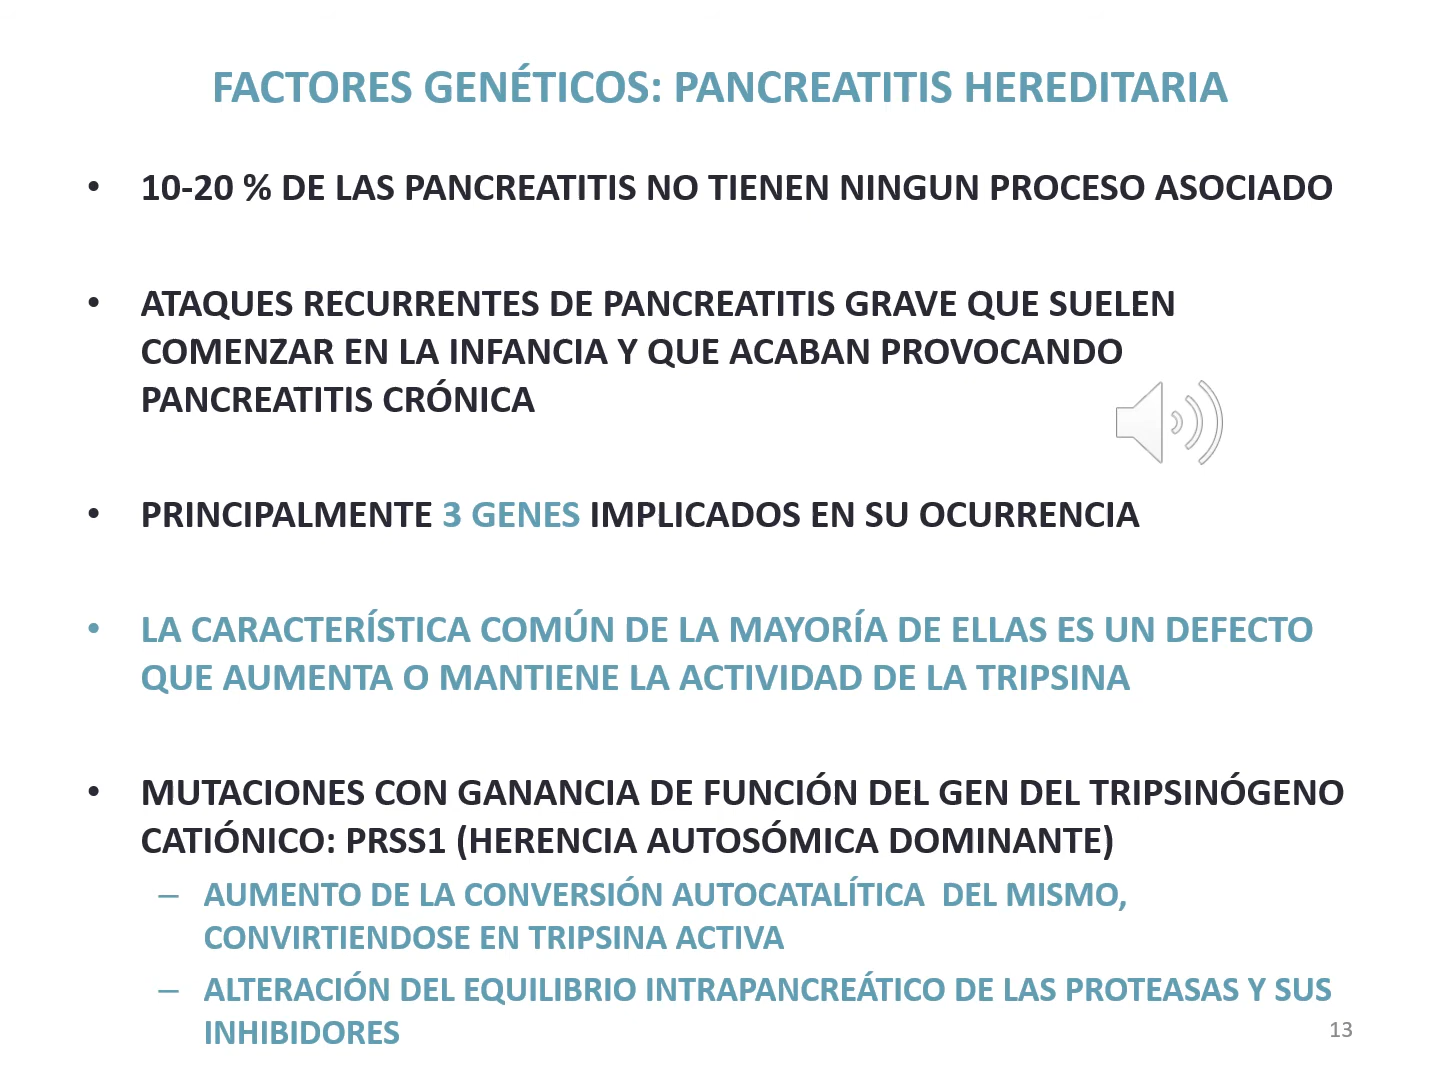 FACTORES GENÉTICOS: PANCREATITIS HEREDITARIA
• 10-20 % DE LAS PANCREATITIS NO TIENEN NINGUN PROCESO ASOCIADO
• ATAQUES RECURRENTES DE PANCREATITIS GRAVE QUE SUELEN
COMENZAR EN LA INFANCIA Y QUE ACABAN PROVOCANDO
PANCREATITIS CRÓNICA
• PRINCIPALMENTE 3 GENES IMPLICADOS EN SU OCURRENCIA
• LA CARACTERÍSTICA COMÚN DE LA MAYORÍA DE ELLAS ES UN DEFECTO
QUE AUMENTA O MANTIENE LA ACTIVIDAD DE LA TRIPSINA
• MUTACIONES CON GANANCIA DE FUNCIÓN DEL GEN DEL TRIPSINÓGENO
CATIÓNICO: PRSS1 (HERENCIA AUTOSÓMICA DOMINANTE)
– AUMENTO DE LA CONVERSIÓN AUTOCATALÍTICA  DEL MISMO,
CONVIRTIENDOSE EN TRIPSINA ACTIVA
– ALTERACIÓN DEL EQUILIBRIO INTRAPANCREÁTICO DE LAS PROTEASAS Y SUS
INHIBIDORES
13